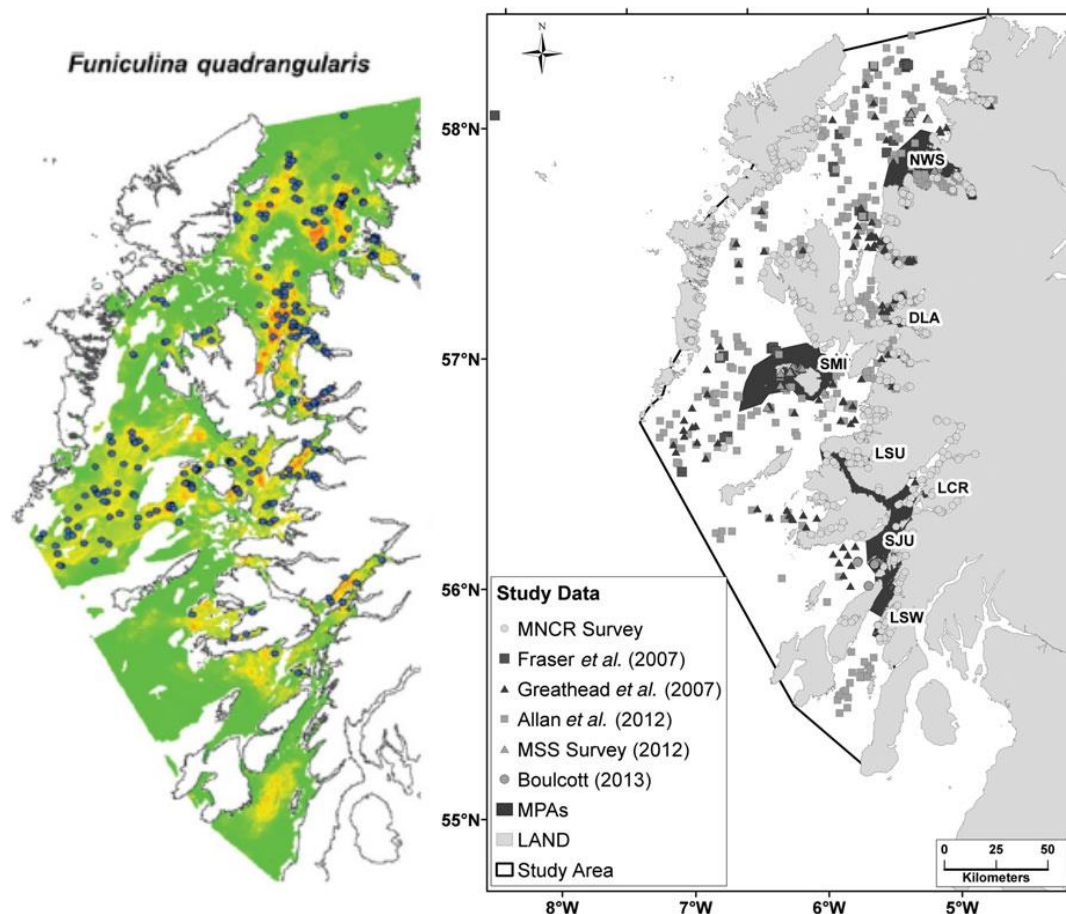 Funiculina quadrangularis
58°N
57°N
56°N
55°N
NWS
DLA
SMI
LSU
LCR
SJU
LSW
Study Data
MNCR Survey
Fraser et al. (2007)
Greathead et al. (2007)
Allan et al. (2012)
MSS Survey (2012)
Boulcott (2013)
MPAs
LAND
Study Area
0 25 50
Kilometers
8°W 7°W 6°W 5°W